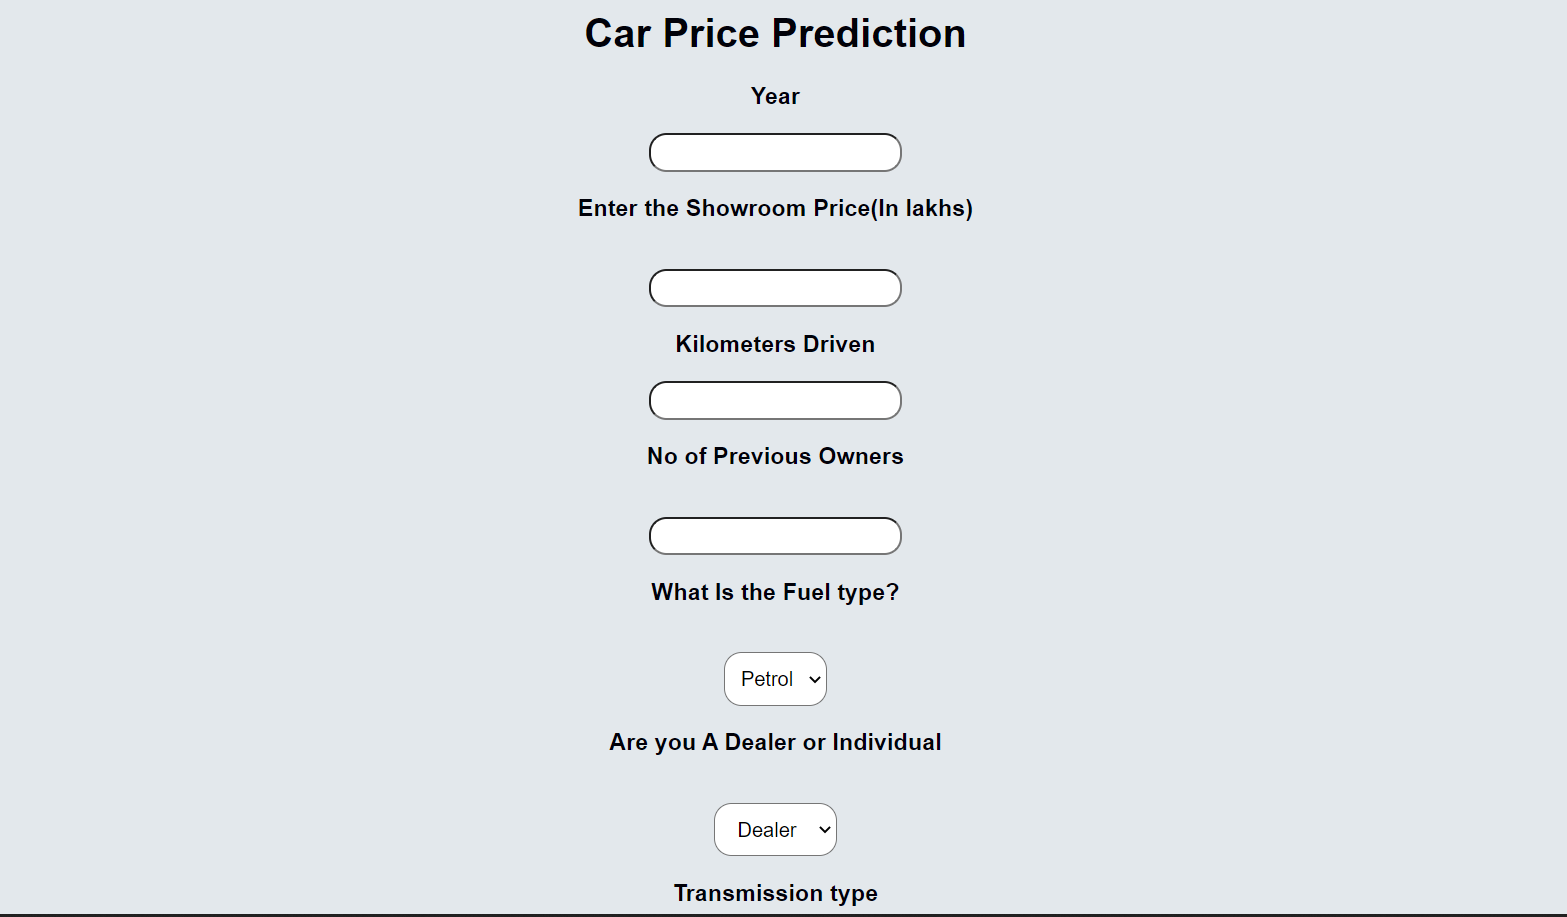 Car Price Prediction
Year
Enter the Showroom Price(In lakhs)
Kilometers Driven
No of Previous Owners
What Is the Fuel type?
Petrol
Are you A Dealer or Individual
Dealer
Transmission type